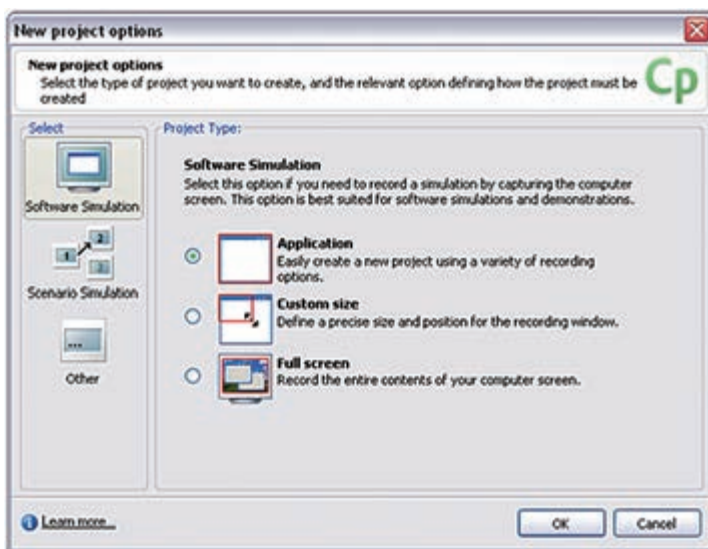 New project options
New project options
Select the type of project you want to create, and the relevant option defining how the project must be
created
Cp
Select
Software Simulation
1
2
3
Scenario Simulation
...
Other
Project Type:
Software Simulation
Select this option if you need to record a simulation by capturing the computer
screen. This option is best suited for software simulations and demonstrations.
Application
Easily create a new project using a variety of recording
options.
Custom size
Define a precise size and position for the recording window.
Full screen
Record the entire contents of your computer screen.
i
Learn more...
OK
Cancel